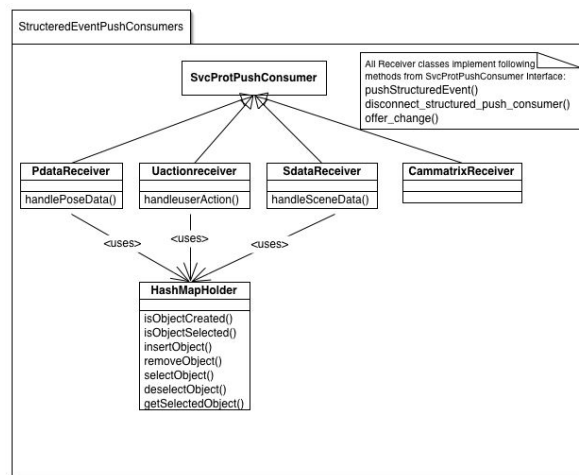 StructeredEventPushConsumers
All Receiver classes implement following
methods from SvcProtPushConsumer Interface:
pushStructuredEvent()
disconnect_structured_push_consumer()
offer_change()
SvcProtPushConsumer
PdataReceiver
handlePoseData()
Uactionreceiver
handleuserAction()
SdataReceiver
handleSceneData()
CammatrixReceiver
<uses>
<uses>
<uses>
HashMapHolder
isObjectCreated()
isObjectSelected()
insertObject()
removeObject()
selectObject()
deselectObject()
getSelectedObject()